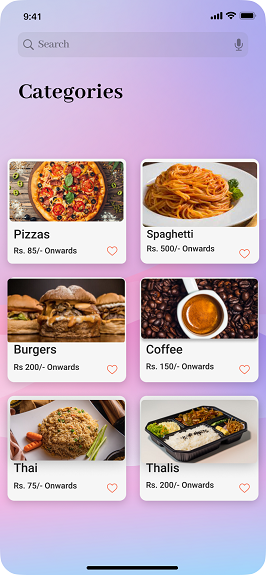 9:41
Search
Categories
Pizzas
Rs. 85/- Onwards
Spaghetti
Rs. 500/- Onwards
Burgers
Rs 200/- Onwards
Coffee
Rs. 150/- Onwards
Thai
Rs. 75/- Onwards
Thalis
Rs. 200/- Onwards